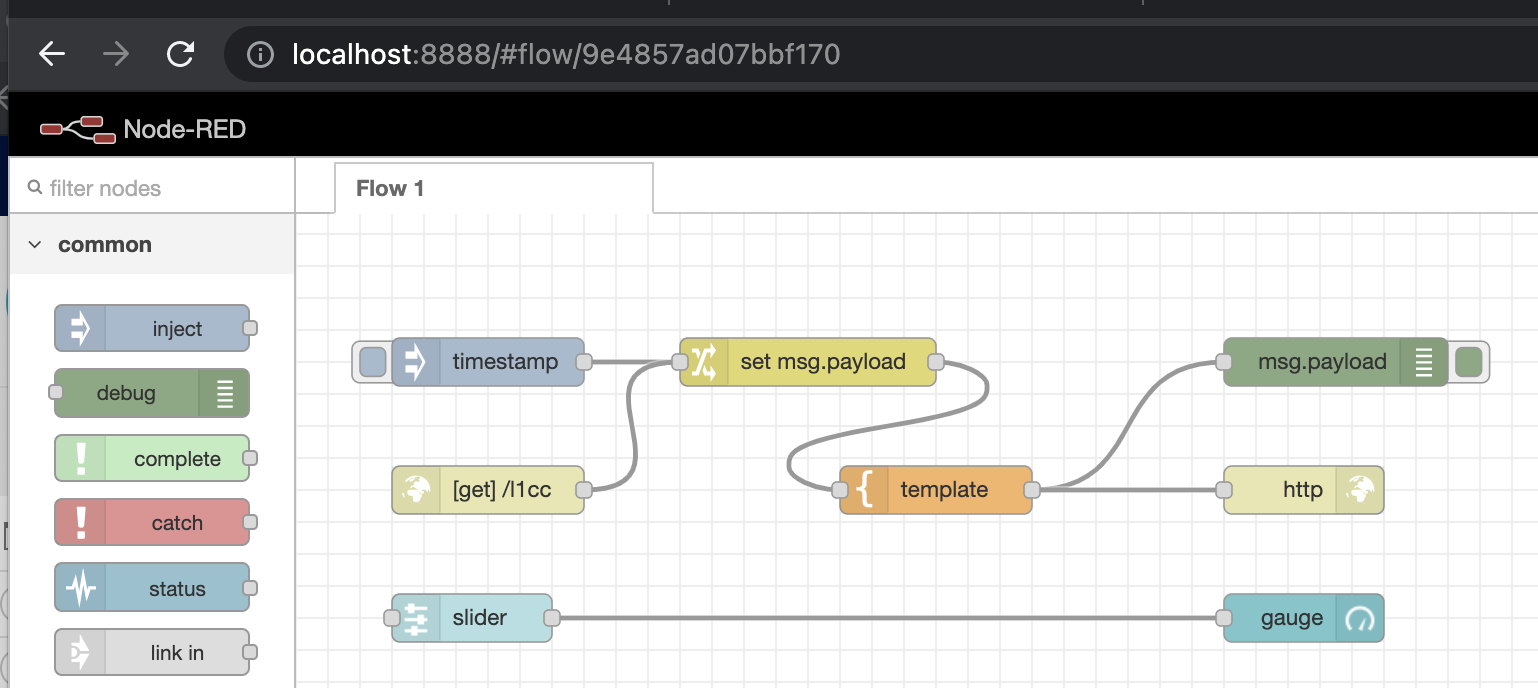 localhost:8888/#flow/9e4857ad07bbf170
Node-RED
filter nodes
Flow 1
common
inject
debug
complete
catch
status
link in
timestamp
set msg.payload
msg.payload
[get] /l1cc
template
http
slider
gauge